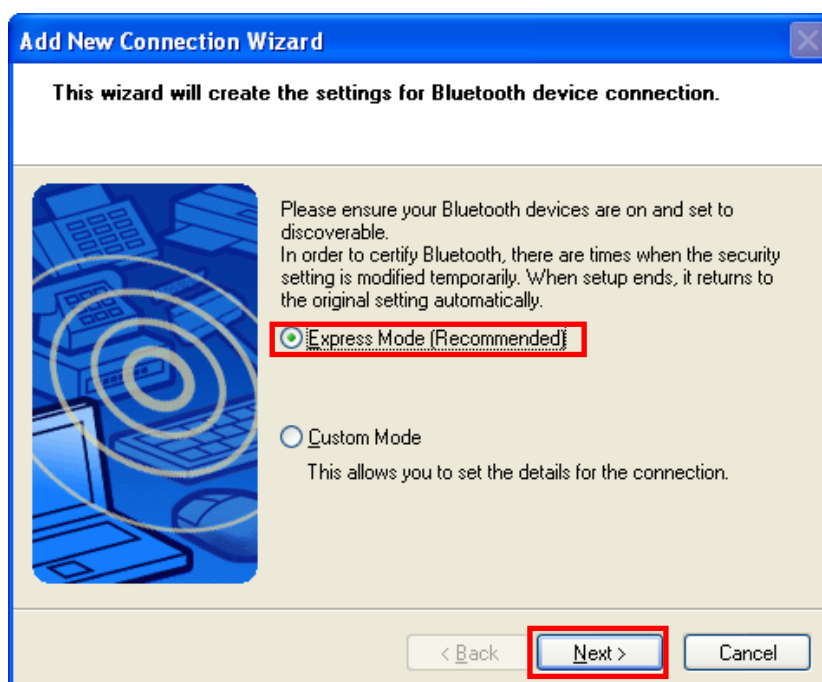 Add New Connection Wizard
This wizard will create the settings for Bluetooth device connection.
Please ensure your Bluetooth devices are on and set to
discoverable.
In order to certify Bluetooth, there are times when the security
setting is modified temporarily. When setup ends, it returns to
the original setting automatically.
Express Mode (Recommended)
Custom Mode
This allows you to set the details for the connection.
< Back
Next >
Cancel